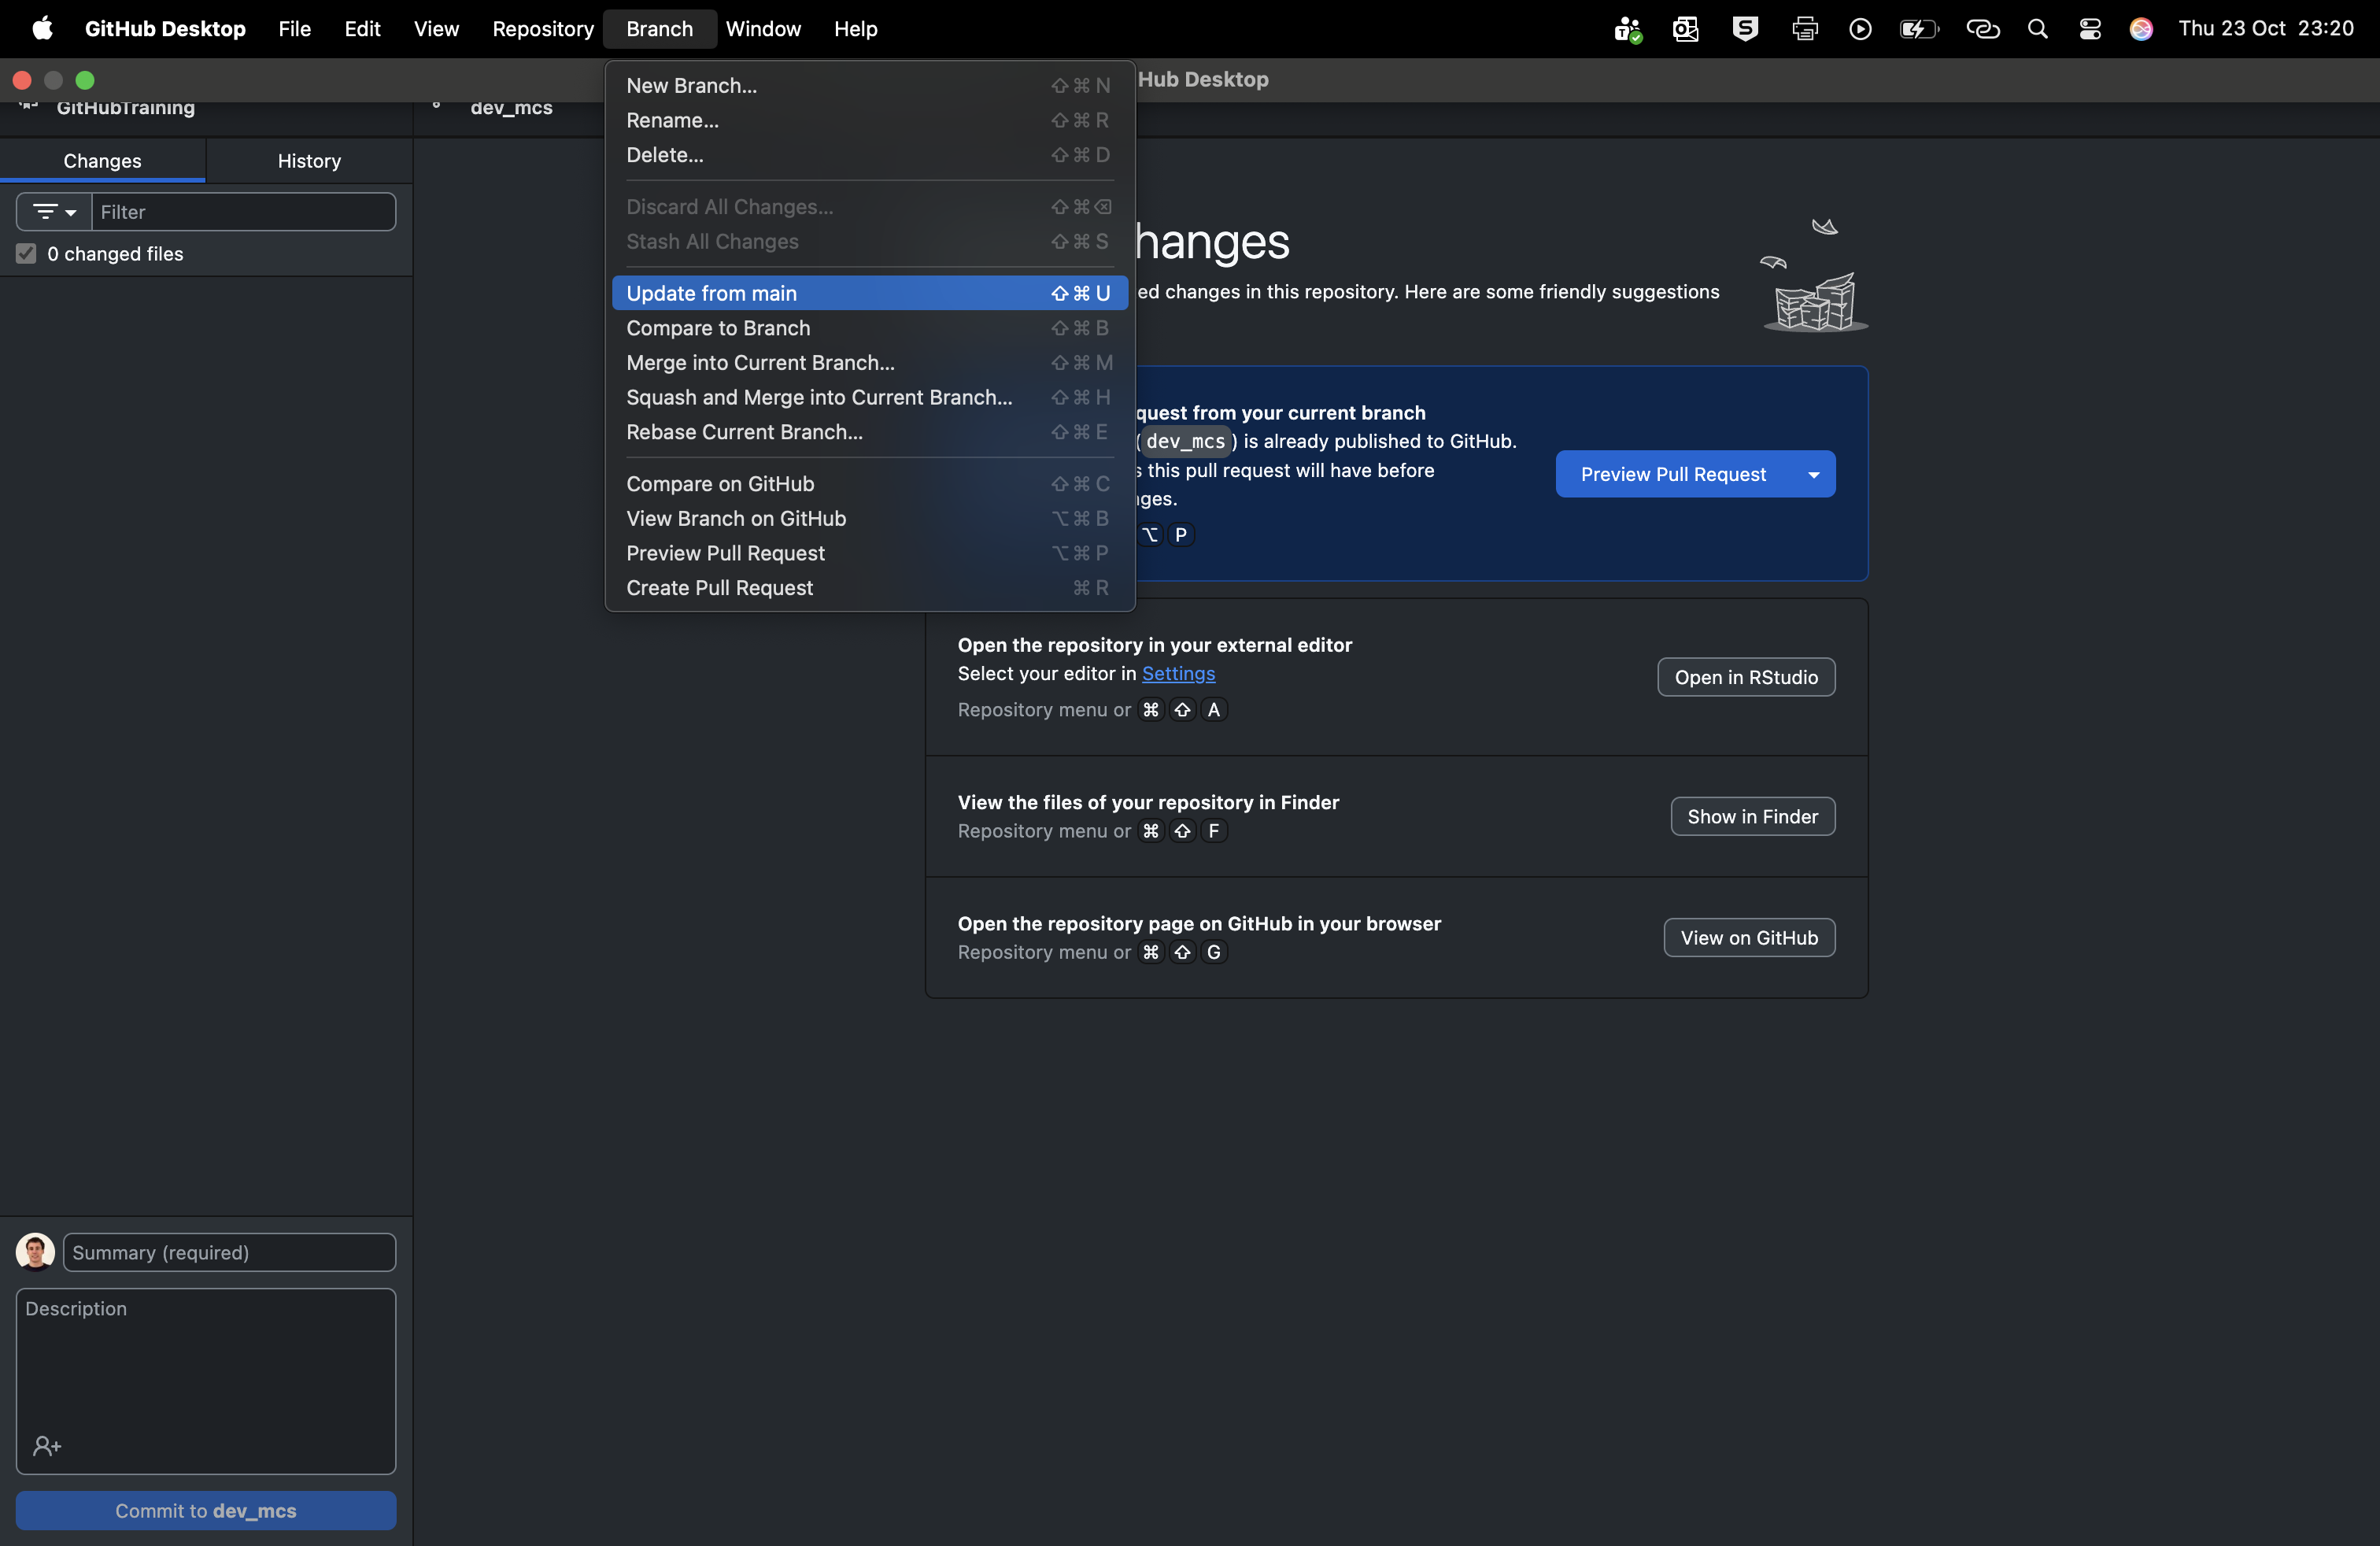 GitHub Desktop File Edit View Repository Branch Window Help Thu 23 Oct 23:20
Hub Desktop
GitHubTraining dev_mcs
Changes History
Filter
0 changed files
New Branch... ⇧⌘N
Rename... ⇧⌘R
Delete... ⇧⌘D
Discard All Changes... ⇧⌘⌫
Stash All Changes ⇧⌘S
Update from main ⇧⌘U
Compare to Branch ⇧⌘B
Merge into Current Branch... ⇧⌘M
Squash and Merge into Current Branch... ⇧⌘H
Rebase Current Branch... ⇧⌘E
Compare on GitHub ⇧⌘C
View Branch on GitHub ⌥⌘B
Preview Pull Request ⌥⌘P
Create Pull Request ⌘R
hanges
ed changes in this repository. Here are some friendly suggestions
quest from your current branch
(dev_mcs) is already published to GitHub.
s this pull request will have before
ges.
⌥ P
Preview Pull Request
Open the repository in your external editor
Select your editor in Settings
Repository menu or ⌘ ⇧ A
Open in RStudio
View the files of your repository in Finder
Repository menu or ⌘ ⇧ F
Show in Finder
Open the repository page on GitHub in your browser
Repository menu or ⌘ ⇧ G
View on GitHub
Summary (required)
Description
Commit to dev_mcs